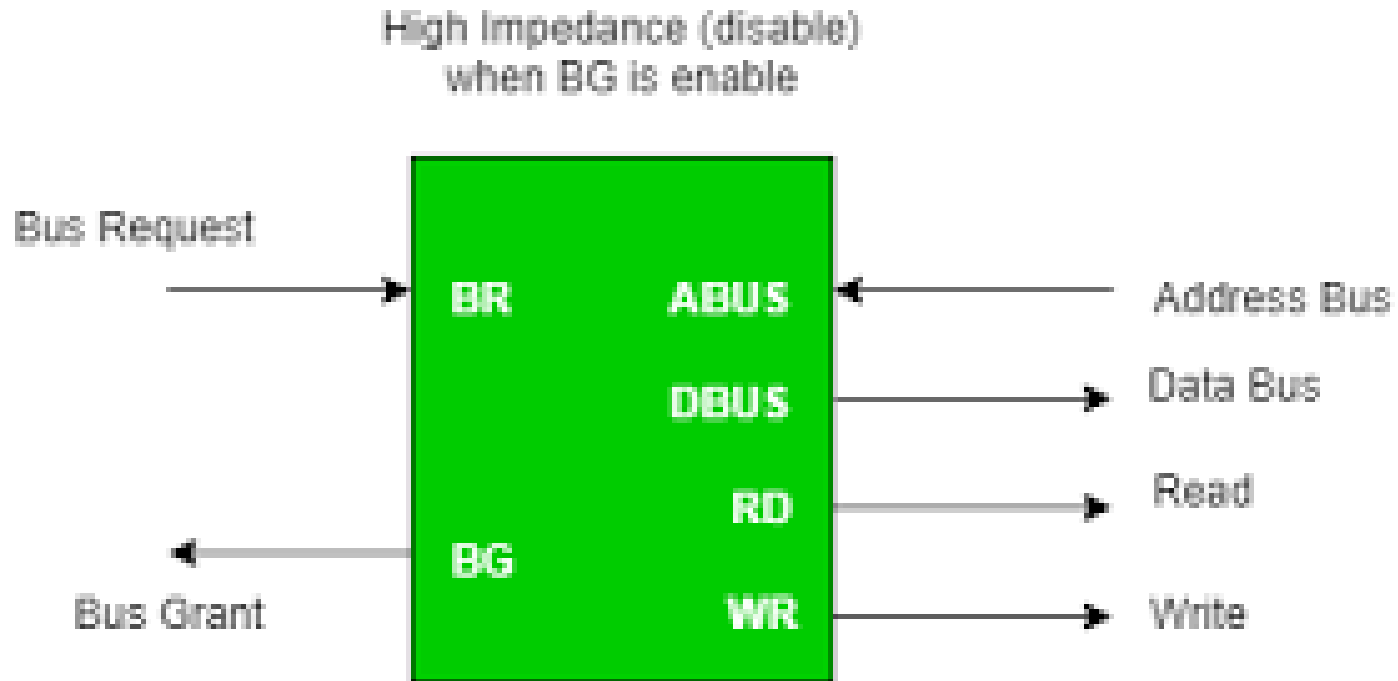 High Impedance (disable)
when BG is enable
Bus Request
BR
ABUS
Address Bus
DBUS
Data Bus
RD
Read
BG
Bus Grant
WR
Write